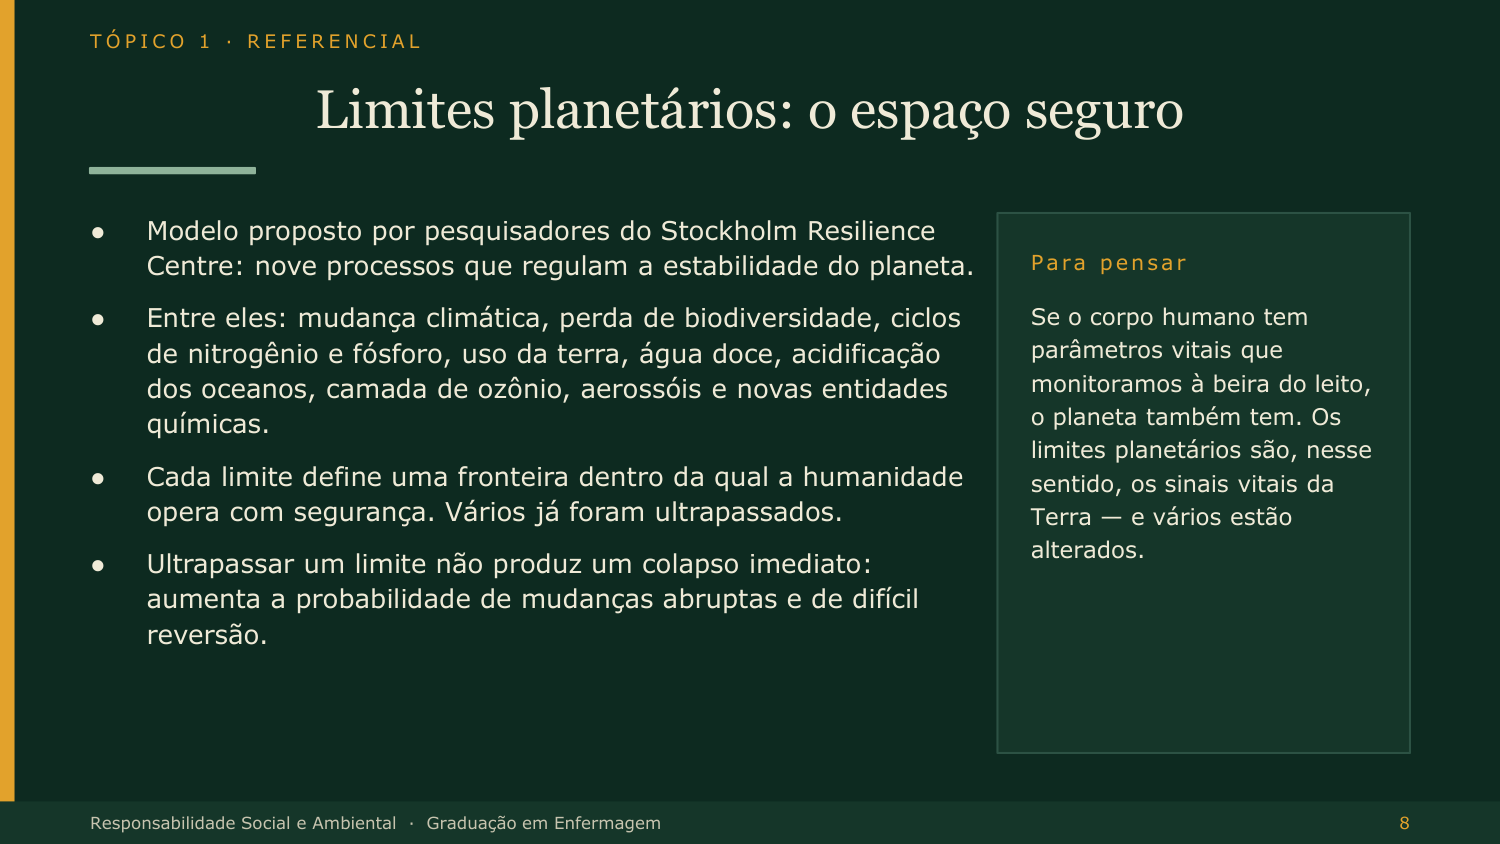 TÓPICO 1 · REFERENCIAL
Limites planetários: o espaço seguro
● Modelo proposto por pesquisadores do Stockholm Resilience
Centre: nove processos que regulam a estabilidade do planeta.
● Entre eles: mudança climática, perda de biodiversidade, ciclos
de nitrogênio e fósforo, uso da terra, água doce, acidificação
dos oceanos, camada de ozônio, aerossóis e novas entidades
químicas.
● Cada limite define uma fronteira dentro da qual a humanidade
opera com segurança. Vários já foram ultrapassados.
● Ultrapassar um limite não produz um colapso imediato:
aumenta a probabilidade de mudanças abruptas e de difícil
reversão.
Para pensar
Se o corpo humano tem
parâmetros vitais que
monitoramos à beira do leito,
o planeta também tem. Os
limites planetários são, nesse
sentido, os sinais vitais da
Terra — e vários estão
alterados.
Responsabilidade Social e Ambiental · Graduação em Enfermagem
8